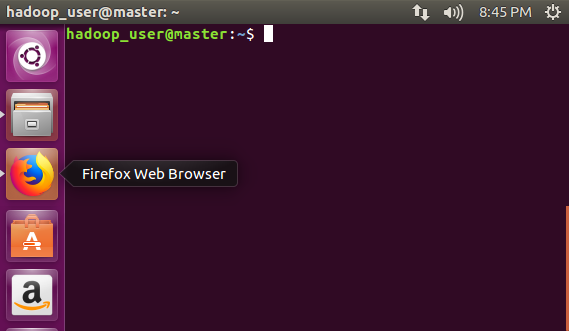 hadoop_user@master: ~
8:45 PM
hadoop_user@master:~$
Firefox Web Browser
A
a